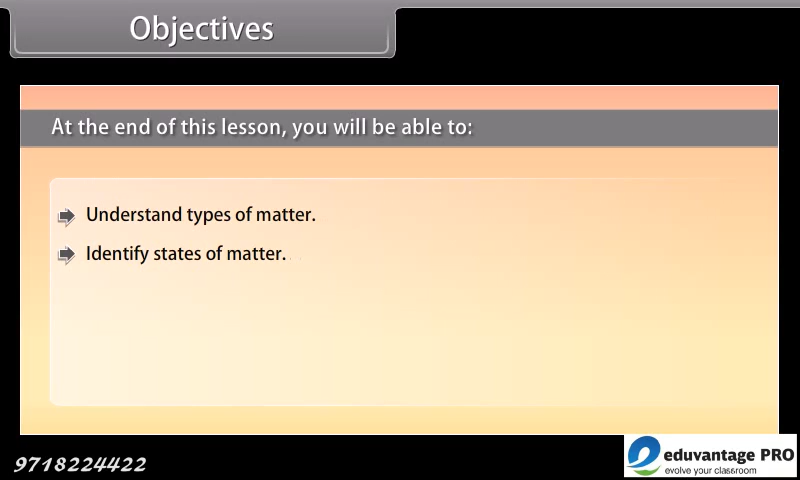 Objectives
At the end of this lesson, you will be able to:
Understand types of matter.
Identify states of matter.
9718224422
eduvantage PRO
evolve your classroom